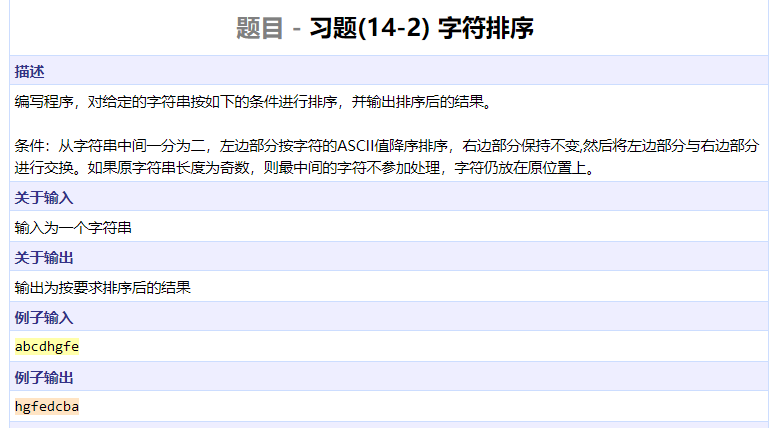 题目 - 习题(14-2) 字符排序
描述
编写程序，对给定的字符串按如下的条件进行排序，并输出排序后的结果。
条件：从字符串中间一分为二，左边部分按字符的ASCII值降序排序，右边部分保持不变,然后将左边部分与右边部分
进行交换。如果原字符串长度为奇数，则最中间的字符不参加处理，字符仍放在原位置上。
关于输入
输入为一个字符串
关于输出
输出为按要求排序后的结果
例子输入
abcdhgfe
例子输出
hgfedcba